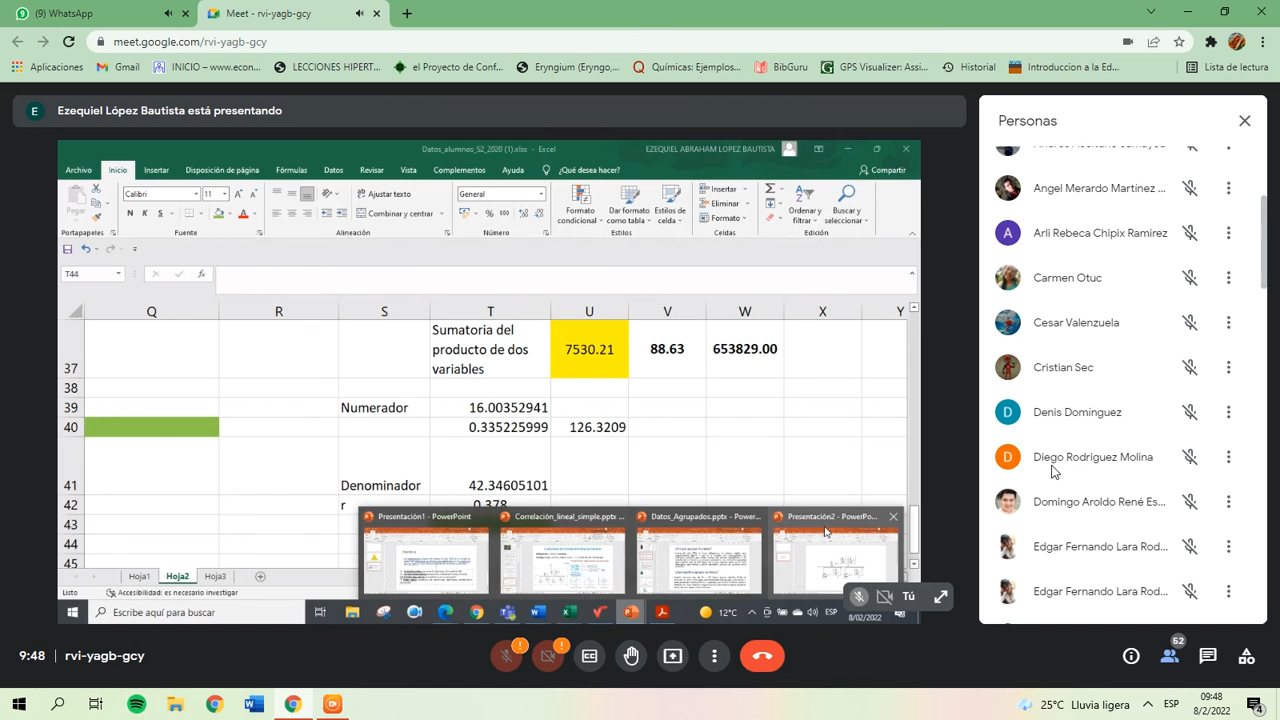 (13) WhatsApp
Meet - rvi-yagb-gcy
meet.google.com/rvi-yagb-gcy
Aplicaciones
Gmail
INICIO – www.econ...
LECCIONES HIPERT...
el Proyecto de Conf...
Eryngium (Eryngo,...
Químicas: Ejemplos...
BibGuru
GPS Visualizer: Assi...
Historial
Introduccion a la Ed...
Lista de lectura
E
Ezequiel López Bautista está presentando
Datos_alumnos_S2_2020 (1).xlsx - Excel
EZEQUIEL ABRAHAM LOPEZ BAUTISTA
Archivo
Inicio
Insertar
Disposición de página
Fórmulas
Datos
Revisar
Vista
Complementos
Ayuda
¿Qué desea hacer?
Compartir
Pegar
Calibri
11
N K S
Ajustar texto
Combinar y centrar
General
Formato condicional
Dar formato como tabla
Estilos de celda
Insertar
Eliminar
Formato
Ordenar y filtrar
Buscar y seleccionar
Portapapeles
Fuente
Alineación
Número
Estilos
Celdas
Edición
T44
Q R S T U V W X Y
Sumatoria del
producto de dos
37 variables 7530.21 88.63 653829.00
38
39 Numerador 16.00352941
40 0.335225999 126.3209
41 Denominador 42.34605101
42 r 0.378
43
44
45
Presentación1 - PowerPoint
Correlación_lineal_simple.pptx ...
Datos_Agrupados.pptx - Power...
Presentación2 - PowerPo...
Hoja1
Hoja2
Hoja3
Listo
Accesibilidad: es necesario investigar
Escribe aquí para buscar
12°C
ESP
8/02/2022
Tú
Personas
Angel Merardo Martínez ...
A
Arli Rebeca Chipix Ramirez
Carmen Otuc
Cesar Valenzuela
Cristian Sec
D
Denis Dominguez
D
Diego Rodriguez Molina
Domingo Aroldo René Es...
Edgar Fernando Lara Rod...
Edgar Fernando Lara Rod...
9:48
rvi-yagb-gcy
62
25°C Lluvia ligera
ESP
09:48
8/2/2022
4